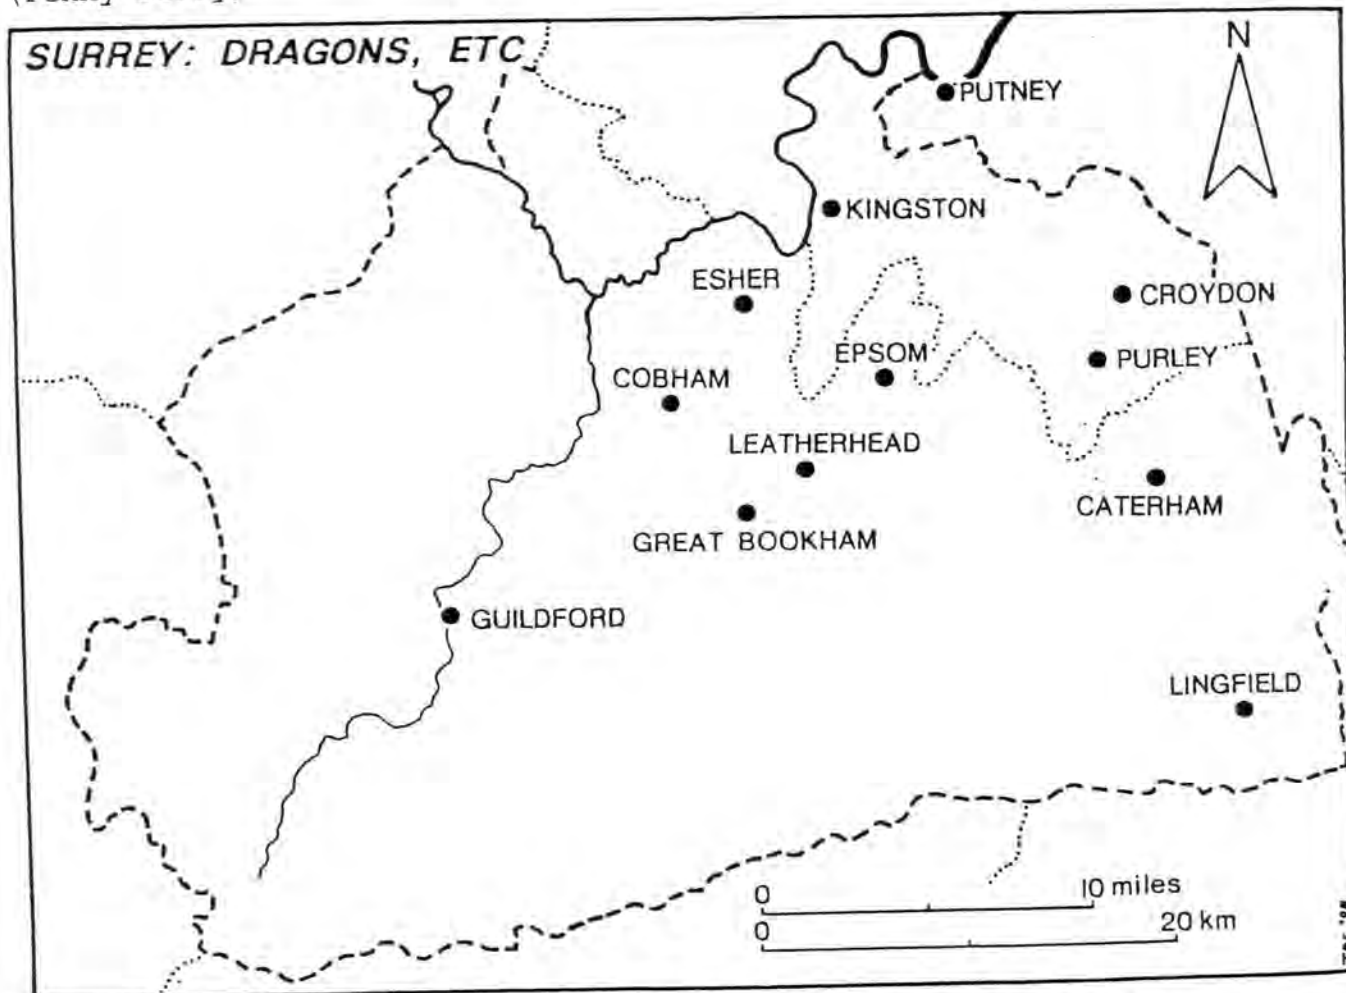 SURREY: DRAGONS, ETC
N
PUTNEY
KINGSTON
ESHER
CROYDON
EPSOM
PURLEY
COBHAM
LEATHERHEAD
CATERHAM
GREAT BOOKHAM
GUILDFORD
LINGFIELD
0 10 miles
0 20 km